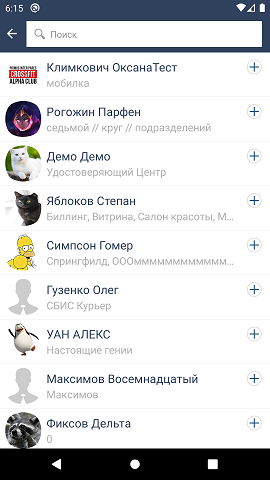 6:15
Поиск
Климкович ОксанаТест
мобилка
CROSSFIT
ALPHA CLUB
Рогожин Парфен
седьмой // круг // подразделений
Демо Демо
Удостоверяющий Центр
Яблоков Степан
Биллинг, Витрина, Салон красоты, М...
Симпсон Гомер
Спрингфилд, ОООммммммммммм...
Гузенко Олег
СБИС Курьер
УАН АЛЕКС
Настоящие гении
Максимов Восемнадцатый
Максимов
Фиксов Дельта
0